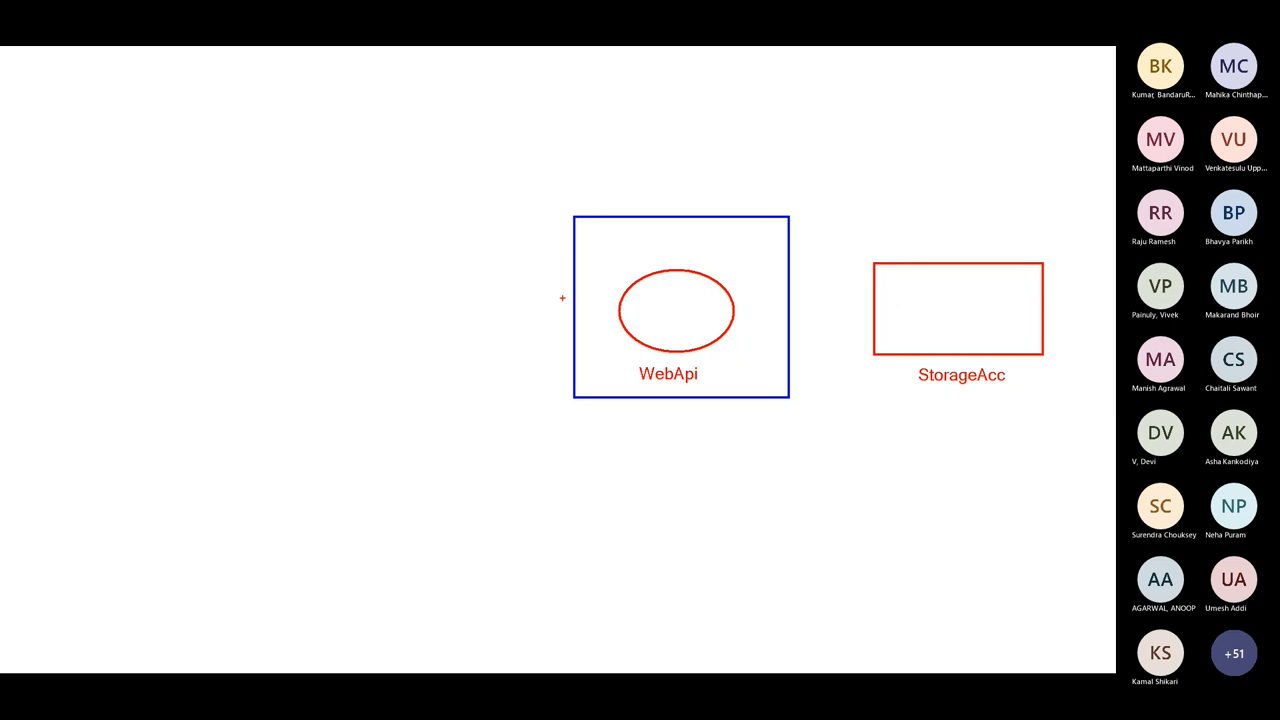 WebApi
StorageAcc
BK
MC
Kumar, BandaruR...
Mahika Chinthap...
MV
VU
Mattaparthi Vinod
Venkatesulu Upp...
RR
BP
Raju Ramesh
Bhavya Parikh
VP
MB
Painuly, Vivek
Makarand Bhoir
MA
CS
Manish Agrawal
Chaitali Sawant
DV
AK
V, Devi
Asha Kankodiya
SC
NP
Surendra Chouksey
Neha Puram
AA
UA
AGARWAL, ANOOP
Umesh Addi
KS
+51
Kamal Shikari